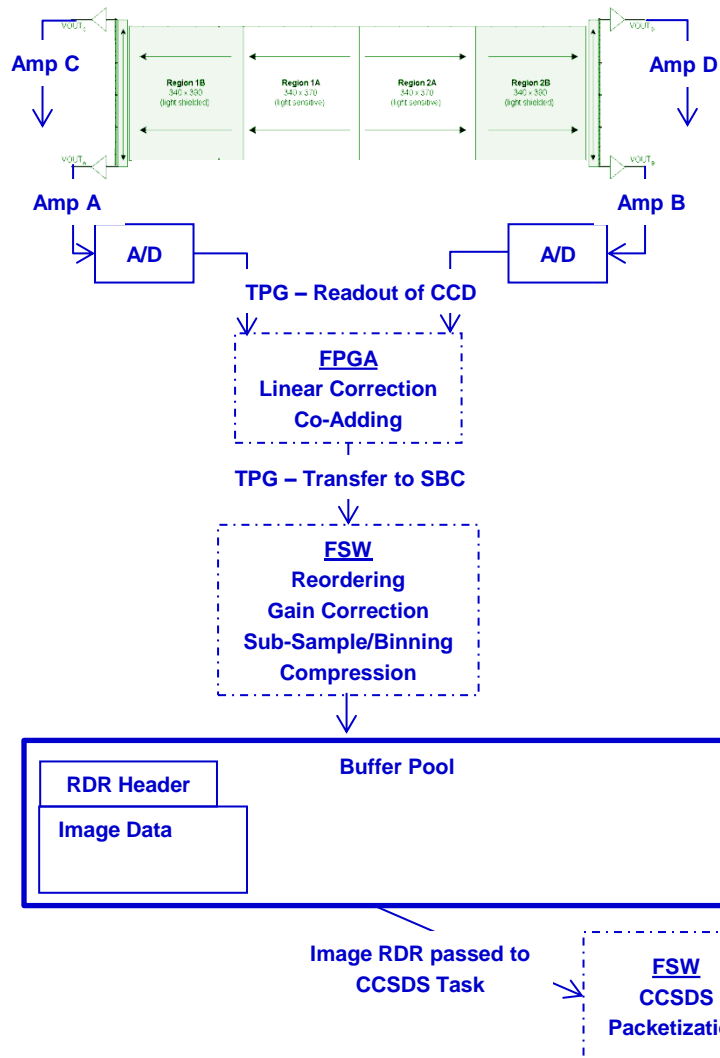 VOUT
VOUT
Amp C
Amp D
Region 1B
340 x 390
(light shielded)
Region 1A
340 x 370
(light sensitive)
Region 2A
340 x 370
(light sensitive)
Region 2B
340 x 390
(light shielded)
VOUT
VOUT
Amp A
Amp B
A/D
A/D
TPG – Readout of CCD
FPGA
Linear Correction
Co-Adding
TPG – Transfer to SBC
FSW
Reordering
Gain Correction
Sub-Sample/Binning
Compression
Buffer Pool
RDR Header
Image Data
Image RDR passed to
CCSDS Task
FSW
CCSDS
Packetizati